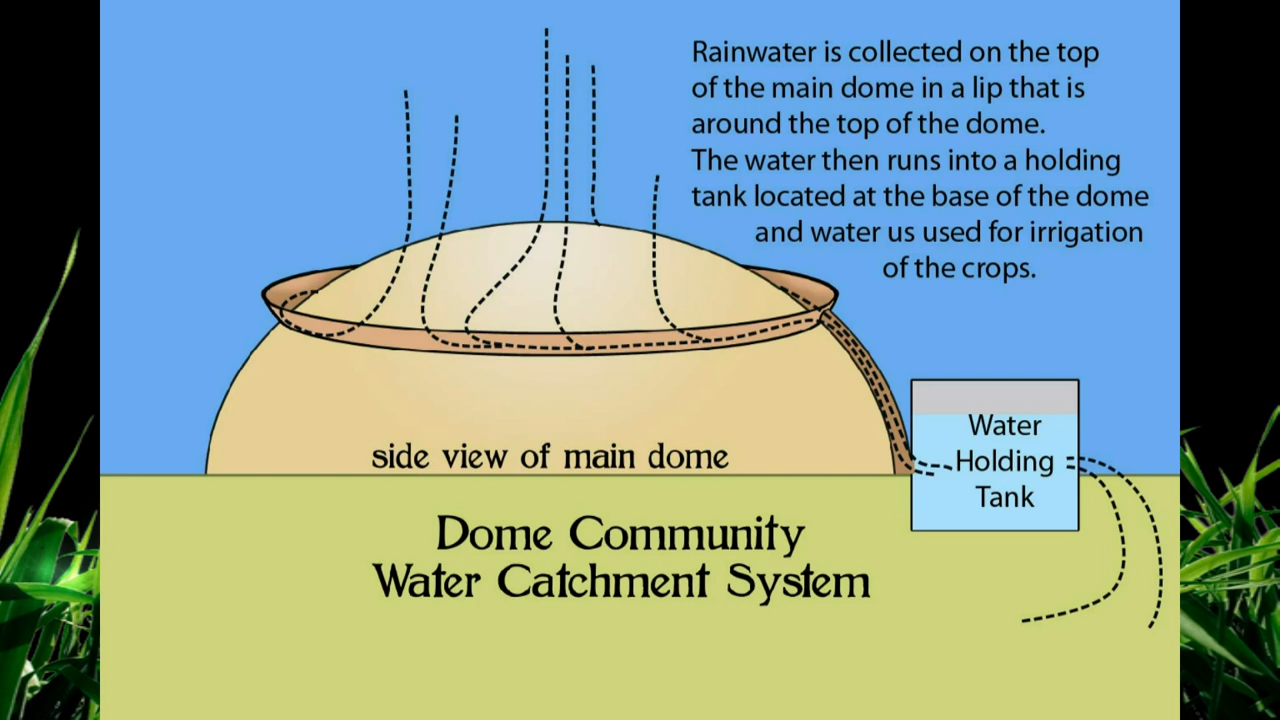 Rainwater is collected on the top
of the main dome in a lip that is
around the top of the dome.
The water then runs into a holding
tank located at the base of the dome
and water us used for irrigation
of the crops.
Water
Holding
Tank
side view of main dome
Dome Community
Water Catchment System